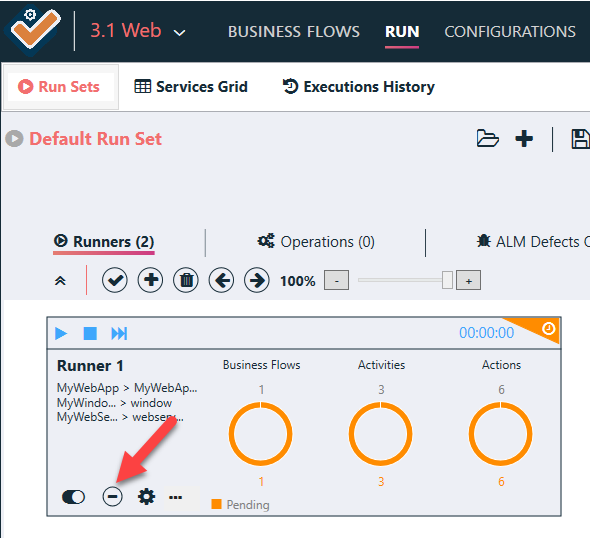 3.1 Web
BUSINESS FLOWS
RUN
CONFIGURATIONS
Run Sets
Services Grid
Executions History
Default Run Set
Runners (2)
Operations (0)
ALM Defects
100%
-
+
00:00:00
Runner 1
Business Flows
Activities
Actions
MyWebApp > MyWebAp...
1
3
6
MyWindo... > window
MyWebSe... > webser...
1
3
6
Pending